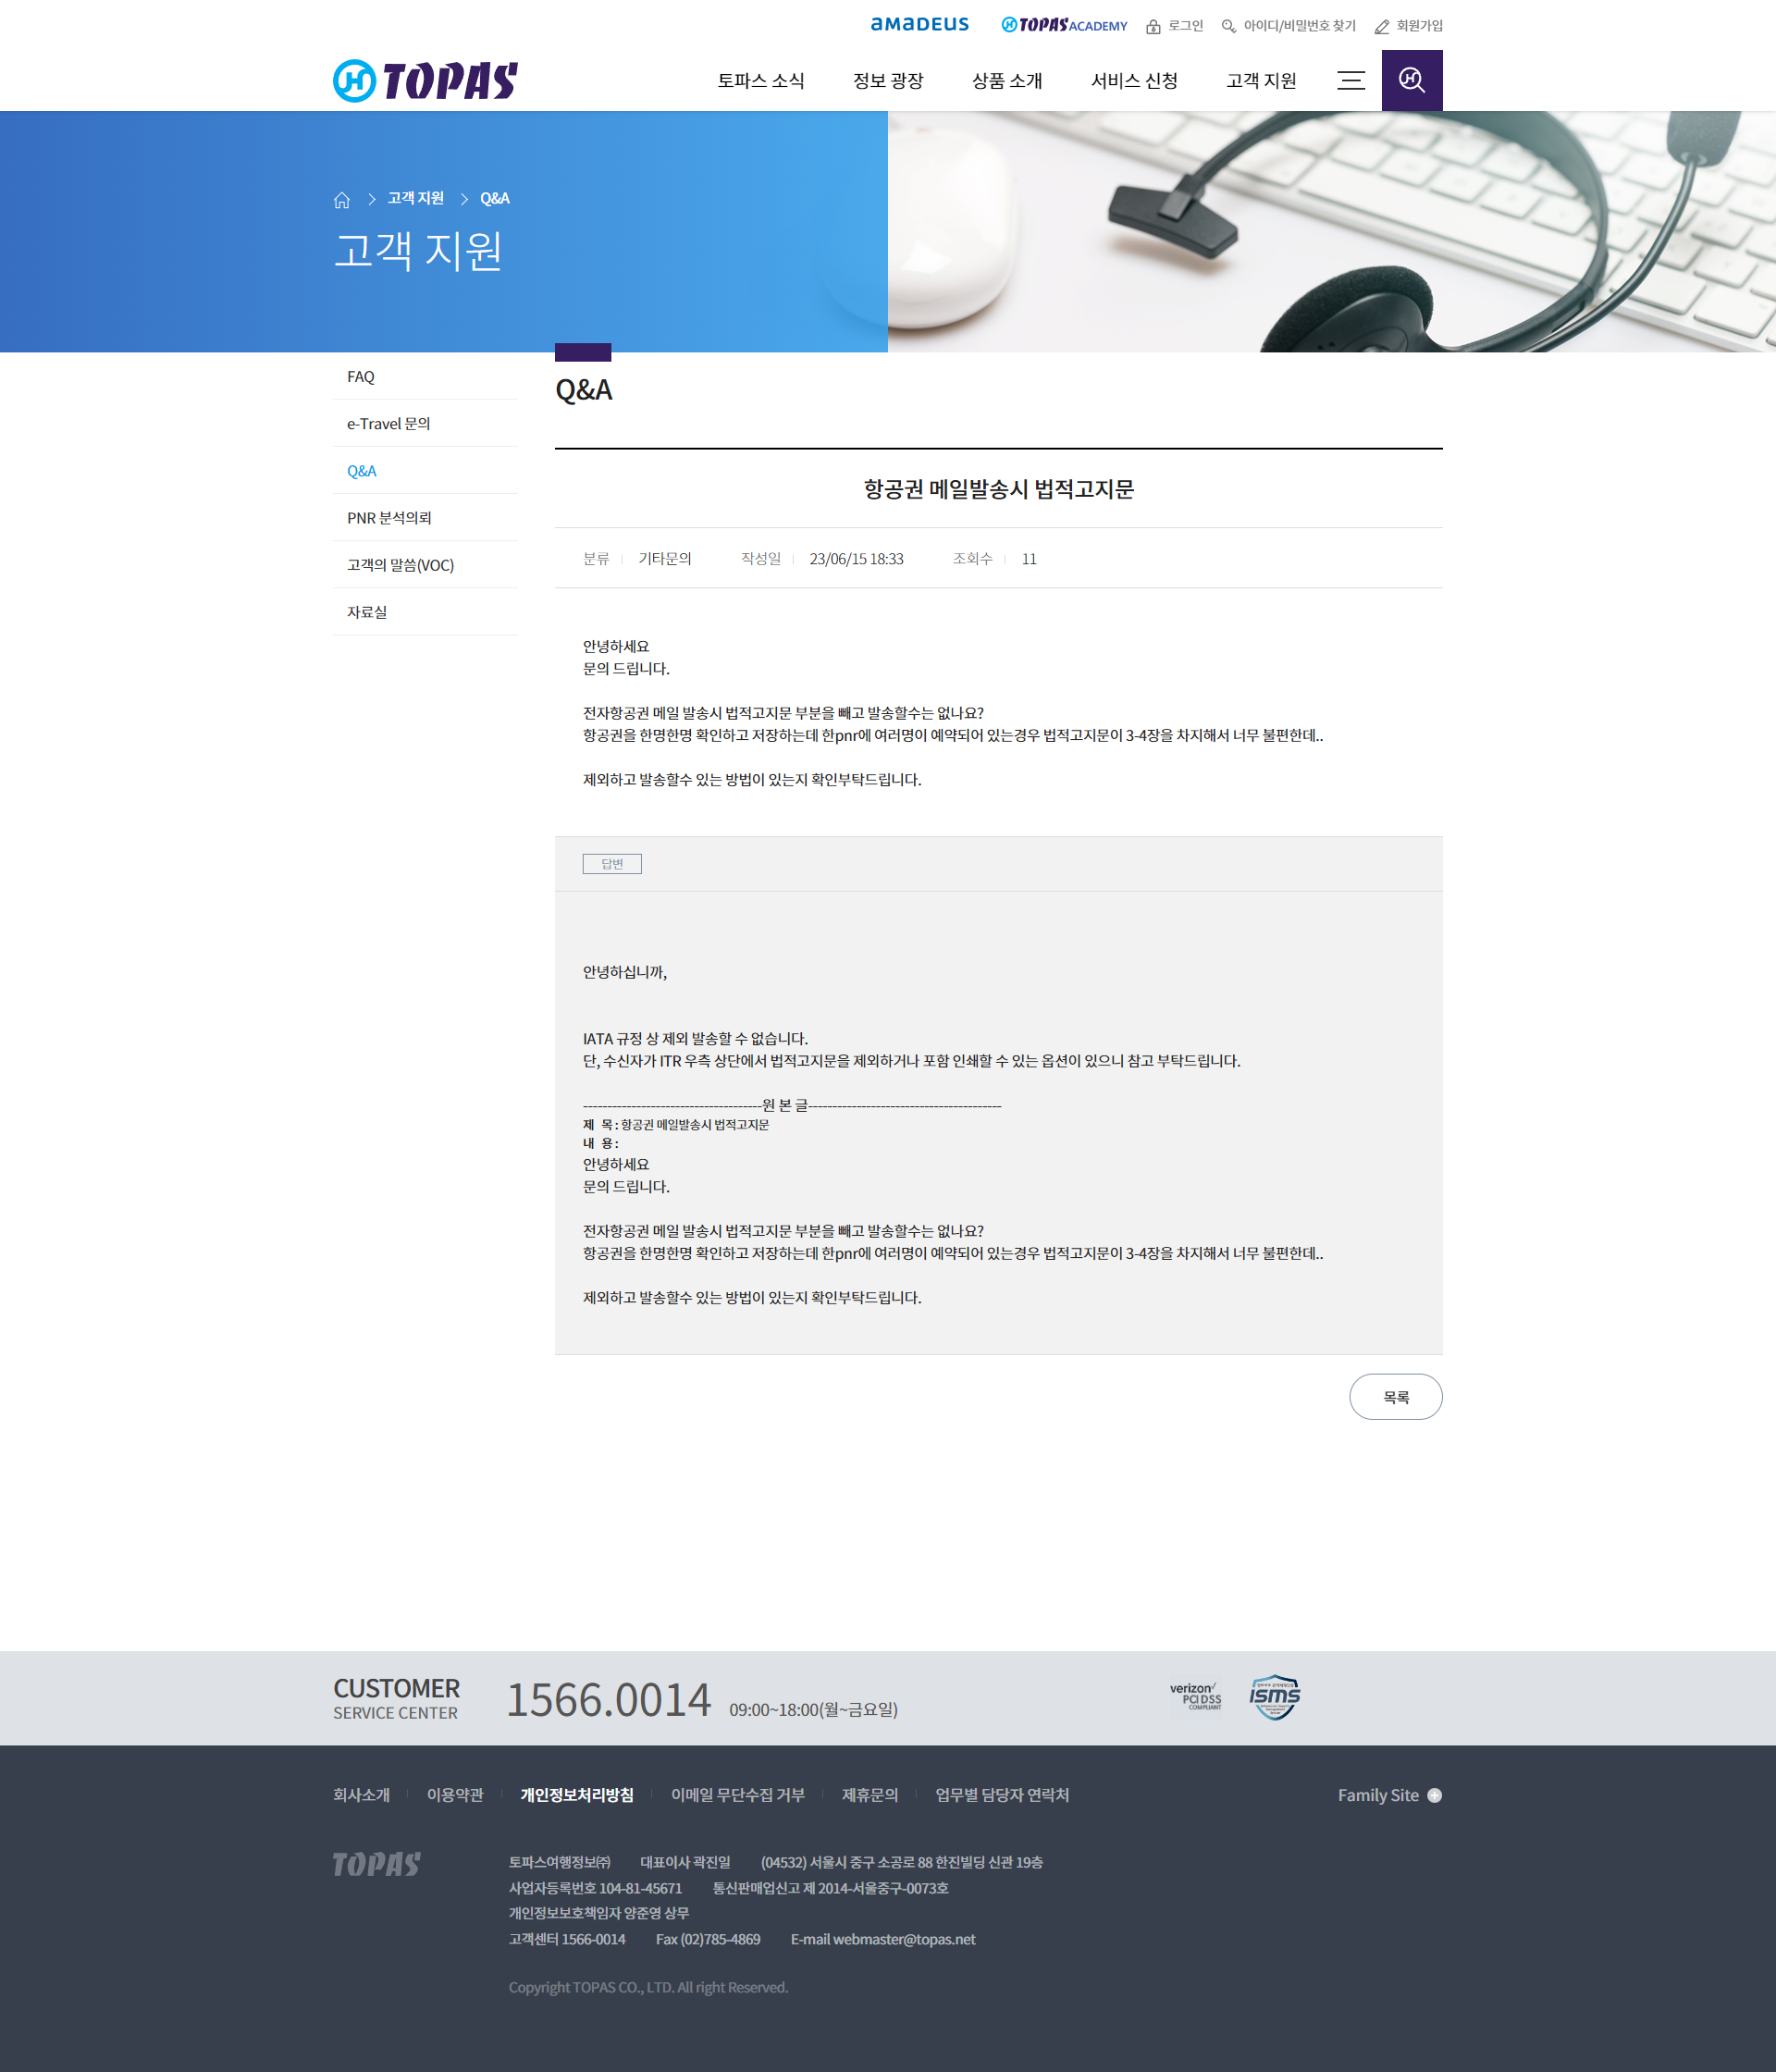 amadeus
TOPAS ACADEMY
로그인
아이디/비밀번호 찾기
회원가입
TOPAS
토파스 소식
정보 광장
상품 소개
서비스 신청
고객 지원
고객 지원
Q&A
고객 지원
FAQ
e-Travel 문의
Q&A
PNR 분석의뢰
고객의 말씀(VOC)
자료실
Q&A
항공권 메일발송시 법적고지문
분류 기타문의 작성일 23/06/15 18:33 조회수 11
안녕하세요
문의 드립니다.
전자항공권 메일 발송시 법적고지문 부분을 빼고 발송할수는 없나요?
항공권을 한명한명 확인하고 저장하는데 한pnr에 여러명이 예약되어 있는경우 법적고지문이 3-4장을 차지해서 너무 불편한데..
제외하고 발송할수 있는 방법이 있는지 확인부탁드립니다.
답변
안녕하십니까,
IATA 규정 상 제외 발송할 수 없습니다.
단, 수신자가 ITR 우측 상단에서 법적고지문을 제외하거나 포함 인쇄할 수 있는 옵션이 있으니 참고 부탁드립니다.
-------------------------------------원 본 글----------------------------------------
제 목 : 항공권 메일발송시 법적고지문
내 용 :
안녕하세요
문의 드립니다.
전자항공권 메일 발송시 법적고지문 부분을 빼고 발송할수는 없나요?
항공권을 한명한명 확인하고 저장하는데 한pnr에 여러명이 예약되어 있는경우 법적고지문이 3-4장을 차지해서 너무 불편한데..
제외하고 발송할수 있는 방법이 있는지 확인부탁드립니다.
목록
CUSTOMER
SERVICE CENTER
1566.0014 09:00~18:00(월~금요일)
verizon
PCI DSS
COMPLIANT
isms
회사소개
이용약관
개인정보처리방침
이메일 무단수집 거부
제휴문의
업무별 담당자 연락처
Family Site
TOPAS
토파스여행정보㈜ 대표이사 곽진일 (04532) 서울시 중구 소공로 88 한진빌딩 신관 19층
사업자등록번호 104-81-45671 통신판매업신고 제 2014-서울중구-0073호
개인정보보호책임자 양준영 상무
고객센터 1566-0014 Fax (02)785-4869 E-mail webmaster@topas.net
Copyright TOPAS CO., LTD. All right Reserved.